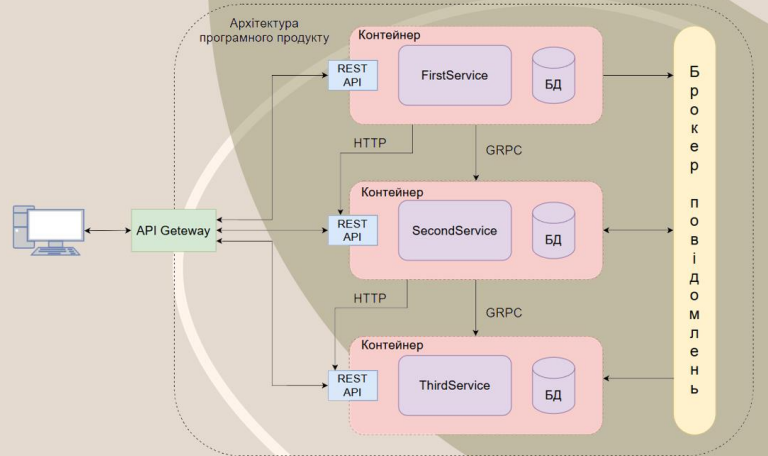 Архітектура
програмного продукту
Контейнер
REST
API
FirstService
БД
HTTP
GRPC
API Geteway
Контейнер
REST
API
SecondService
БД
HTTP
GRPC
Контейнер
REST
API
ThirdService
БД
Брокер повідомлень